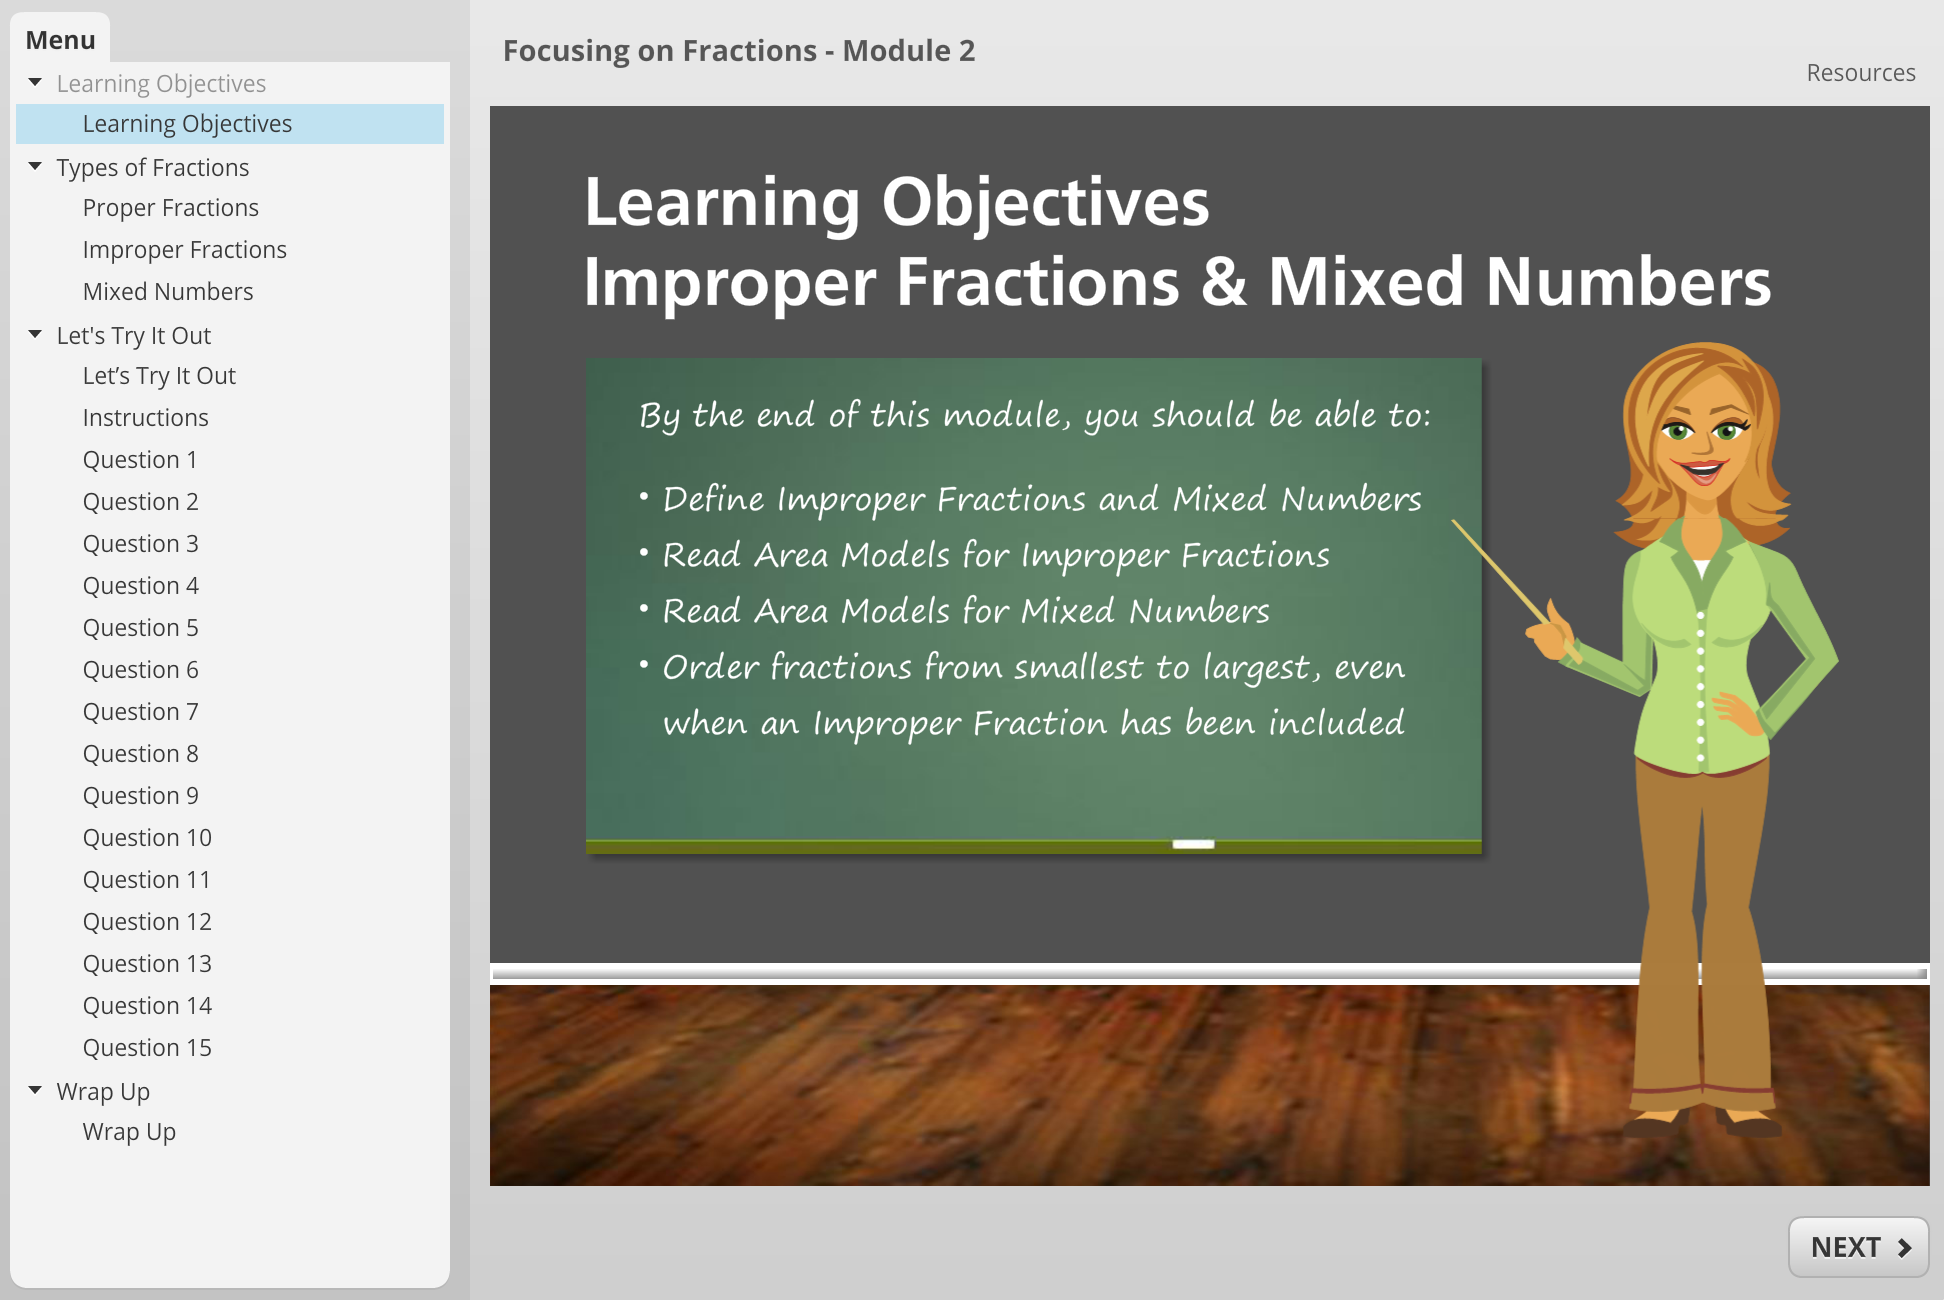 Menu
Learning Objectives
Learning Objectives
Types of Fractions
Proper Fractions
Improper Fractions
Mixed Numbers
Let's Try It Out
Let’s Try It Out
Instructions
Question 1
Question 2
Question 3
Question 4
Question 5
Question 6
Question 7
Question 8
Question 9
Question 10
Question 11
Question 12
Question 13
Question 14
Question 15
Wrap Up
Wrap Up
Focusing on Fractions - Module 2
Resources
Learning Objectives
Improper Fractions & Mixed Numbers
By the end of this module, you should be able to:
• Define Improper Fractions and Mixed Numbers
• Read Area Models for Improper Fractions
• Read Area Models for Mixed Numbers
• Order fractions from smallest to largest, even
when an Improper Fraction has been included
NEXT